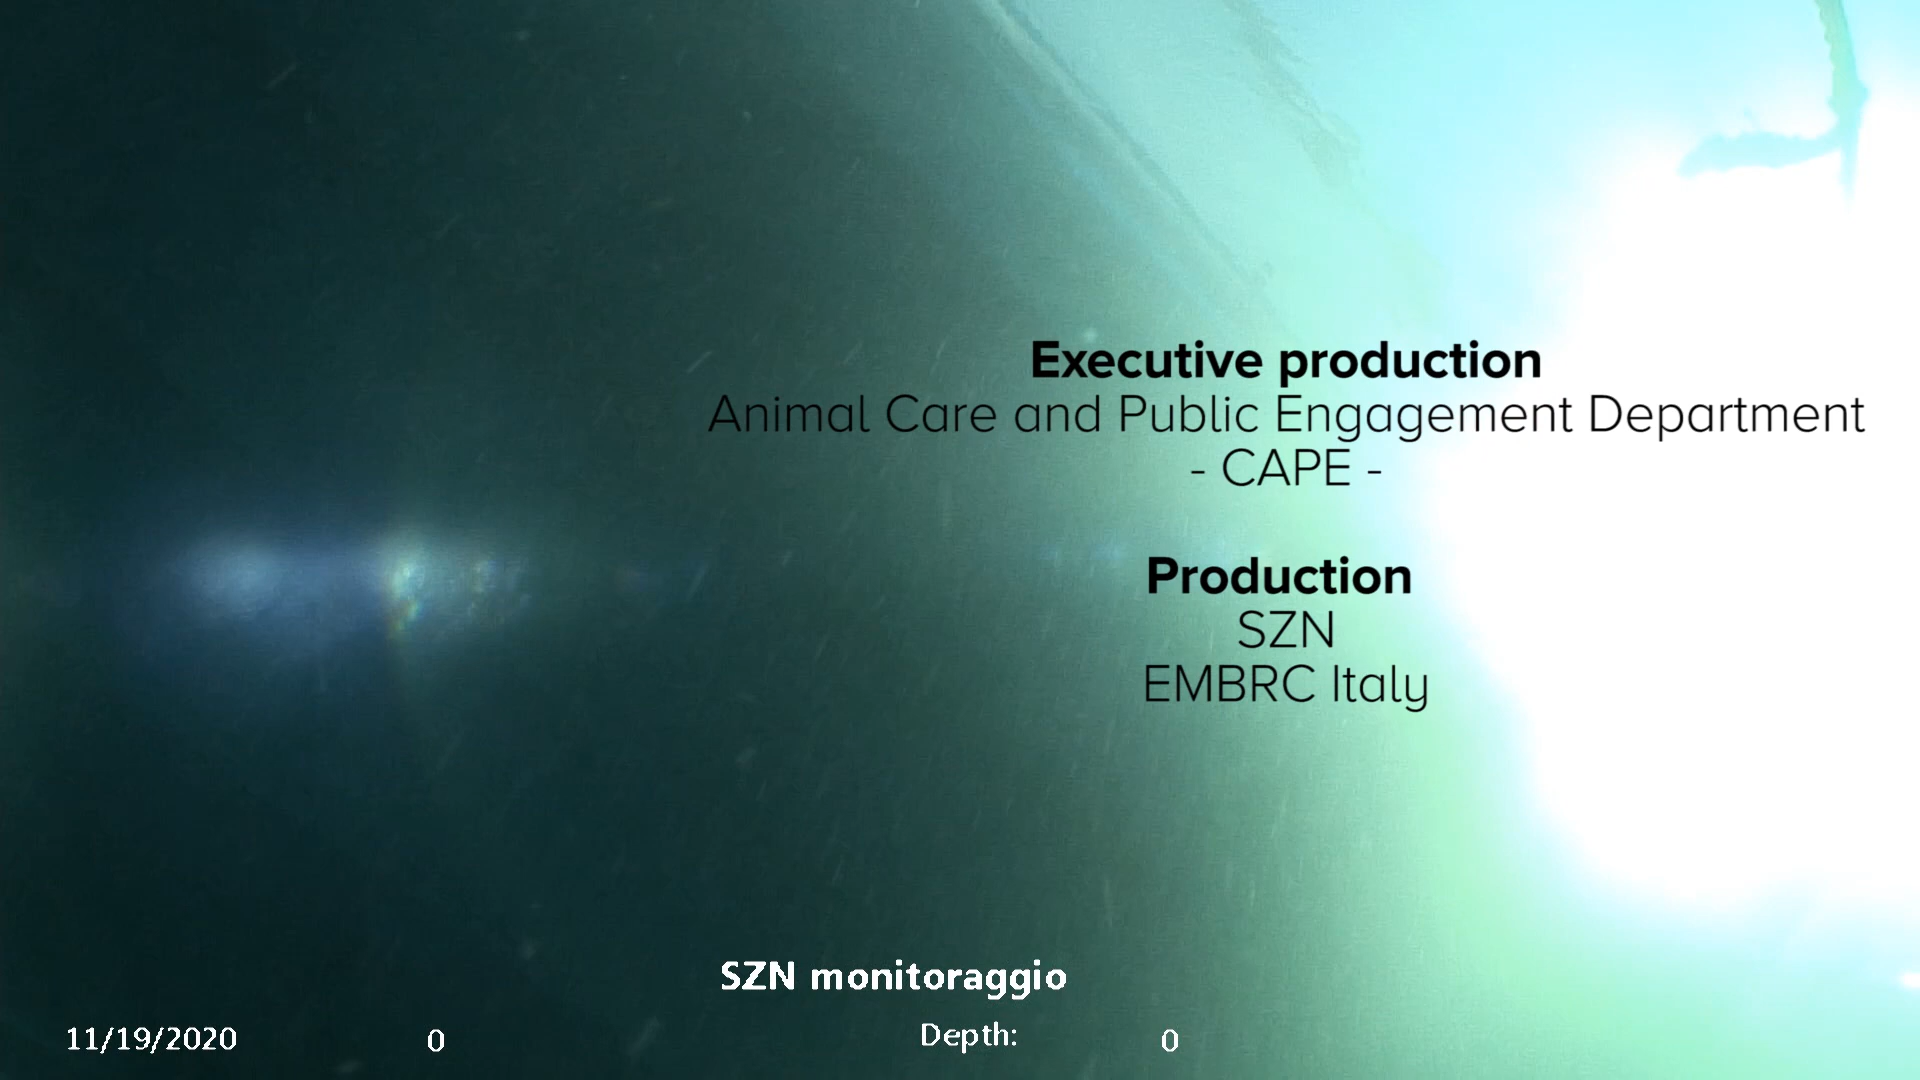 Executive production
Animal Care and Public Engagement Department
- CAPE -
Production
SZN
EMBRC Italy
SZN monitoraggio
11/19/2020 0 Depth: 0